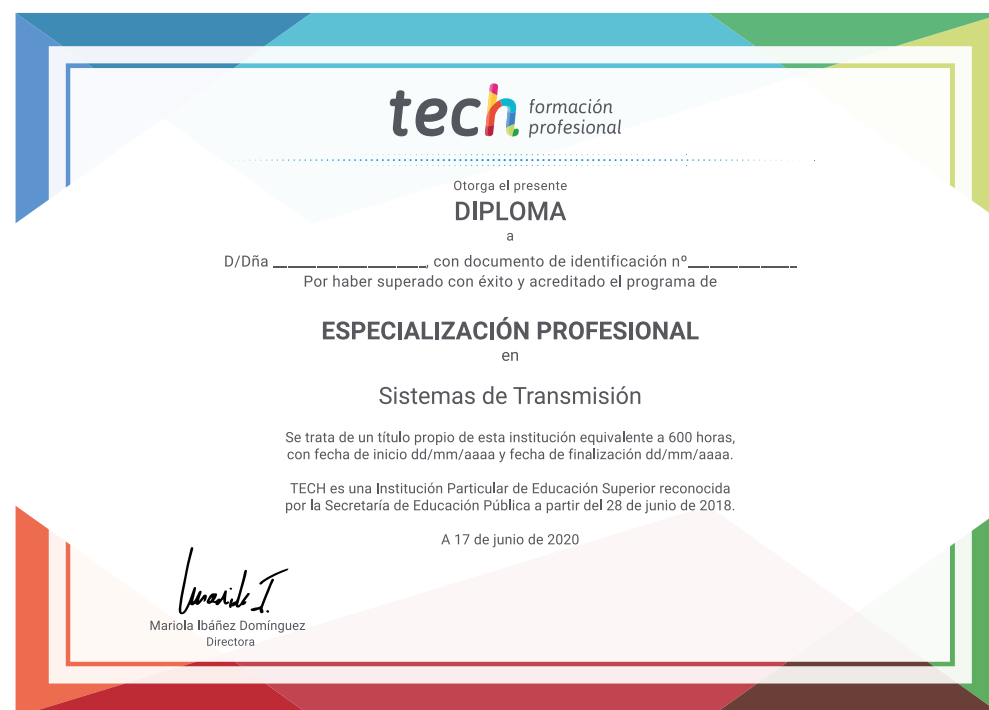 tech formación
profesional
Otorga el presente
DIPLOMA
a
D/Dña ____________________, con documento de identificación nº______________
Por haber superado con éxito y acreditado el programa de
ESPECIALIZACIÓN PROFESIONAL
en
Sistemas de Transmisión
Se trata de un título propio de esta institución equivalente a 600 horas,
con fecha de inicio dd/mm/aaaa y fecha de finalización dd/mm/aaaa.
TECH es una Institución Particular de Educación Superior reconocida
por la Secretaría de Educación Pública a partir del 28 de junio de 2018.
A 17 de junio de 2020
Mariola Ibáñez Domínguez
Directora